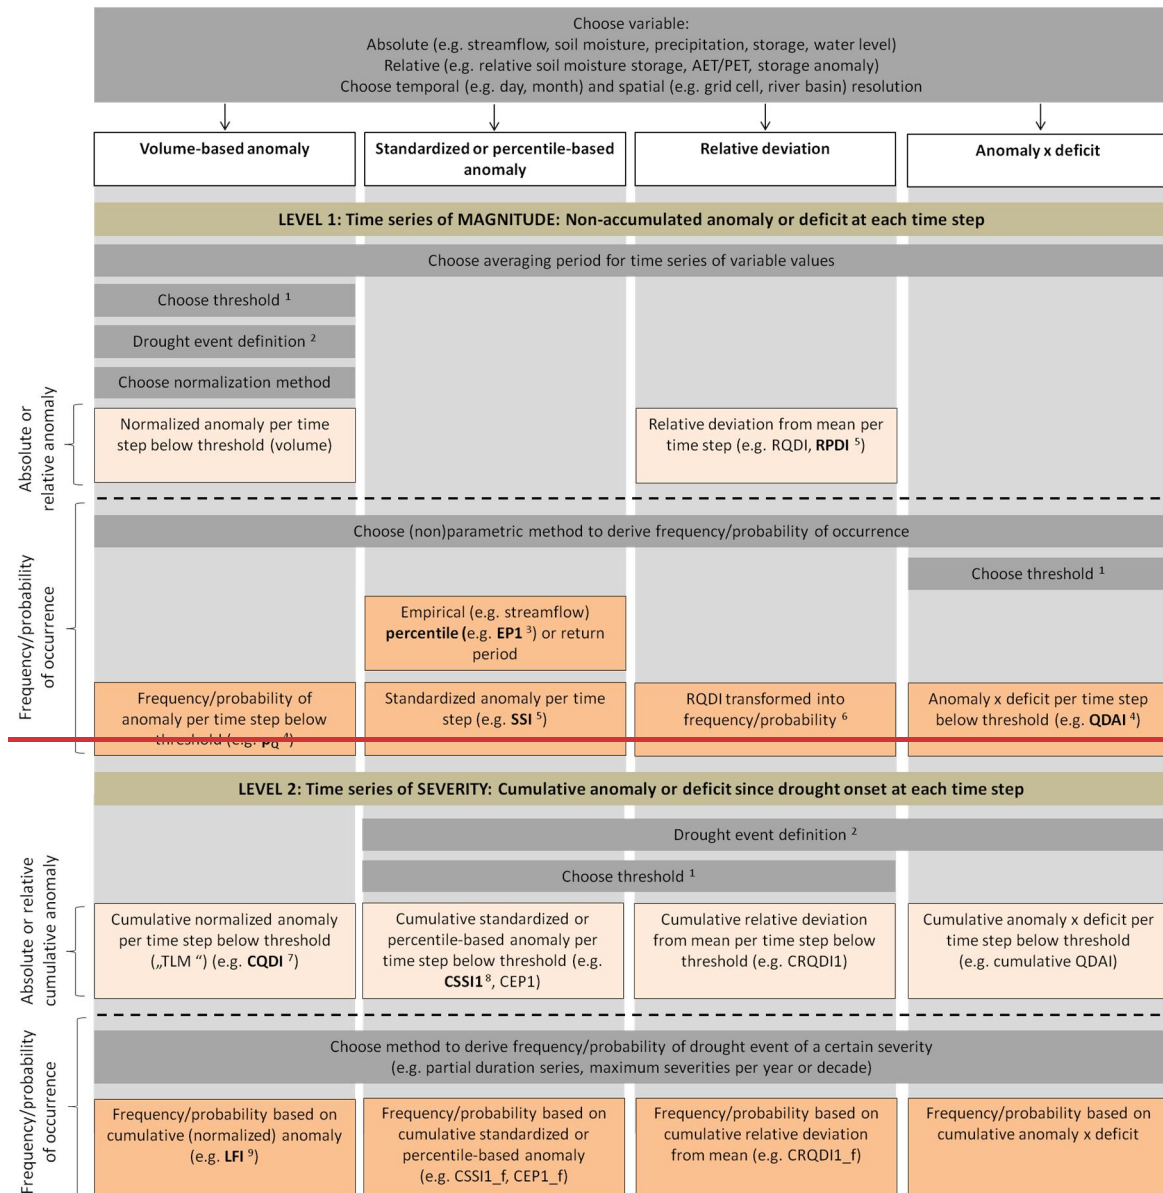 Choose variable:
Absolute (e.g. streamflow, soil moisture, precipitation, storage, water level)
Relative (e.g. relative soil moisture storage, AET/PET, storage anomaly)
Choose temporal (e.g. day, month) and spatial (e.g. grid cell, river basin) resolution
Volume-based anomaly
Standardized or percentile-based
anomaly
Relative deviation
Anomaly x deficit
LEVEL 1: Time series of MAGNITUDE: Non-accumulated anomaly or deficit at each time step
Choose averaging period for time series of variable values
Choose threshold ¹
Drought event definition ²
Choose normalization method
Absolute or
relative anomaly
Normalized anomaly per time
step below threshold (volume)
Relative deviation from mean per
time step (e.g. RQDI, RPDI ⁵)
Choose (non)parametric method to derive frequency/probability of occurrence
Choose threshold ¹
Frequency/probability
of occurrence
Empirical (e.g. streamflow)
percentile (e.g. EP1 ³) or return
period
Frequency/probability of
anomaly per time step below
threshold (e.g. pQ ⁴)
Standardized anomaly per time
step (e.g. SSI ⁵)
RQDI transformed into
frequency/probability ⁶
Anomaly x deficit per time step
below threshold (e.g. QDAI ⁴)
LEVEL 2: Time series of SEVERITY: Cumulative anomaly or deficit since drought onset at each time step
Drought event definition ²
Choose threshold ¹
Absolute or relative
cumulative anomaly
Cumulative normalized anomaly
per time step below threshold
(„TLM “) (e.g. CQDI ⁷)
Cumulative standardized or
percentile-based anomaly per
time step below threshold (e.g.
CSSI1 ⁸, CEP1)
Cumulative relative deviation
from mean per time step below
threshold (e.g. CRQDI1)
Cumulative anomaly x deficit per
time step below threshold
(e.g. cumulative QDAI)
Choose method to derive frequency/probability of drought event of a certain severity
(e.g. partial duration series, maximum severities per year or decade)
Frequency/probability
of occurrence
Frequency/probability based on
cumulative (normalized) anomaly
(e.g. LFI ⁹)
Frequency/probability based on
cumulative standardized or
percentile-based anomaly
(e.g. CSSI1_f, CEP1_f)
Frequency/probability based on
cumulative relative deviation
from mean (e.g. CRQDI1_f)
Frequency/probability based on
cumulative anomaly x deficit